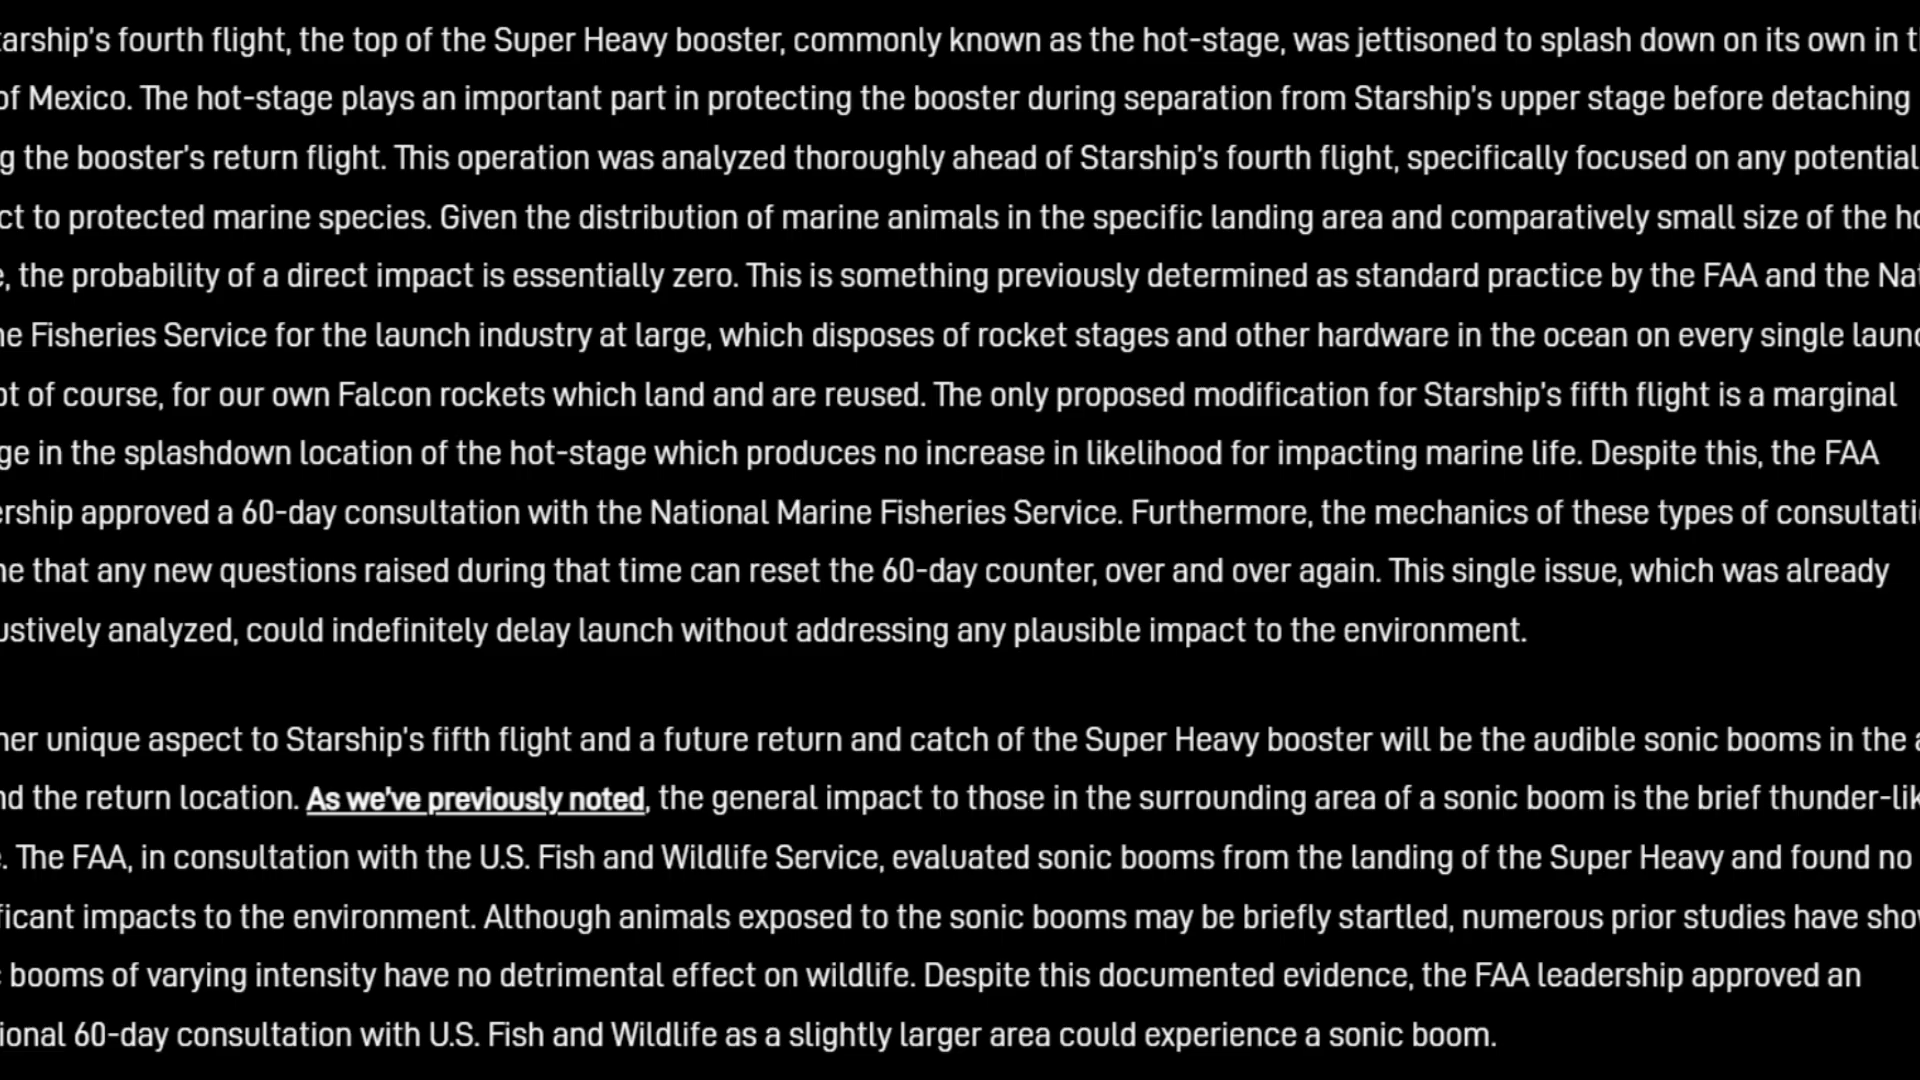 arship's fourth flight, the top of the Super Heavy booster, commonly known as the hot-stage, was jettisoned to splash down on its own in t
of Mexico. The hot-stage plays an important part in protecting the booster during separation from Starship's upper stage before detaching
g the booster's return flight. This operation was analyzed thoroughly ahead of Starship's fourth flight, specifically focused on any potential
ct to protected marine species. Given the distribution of marine animals in the specific landing area and comparatively small size of the ho
e, the probability of a direct impact is essentially zero. This is something previously determined as standard practice by the FAA and the Nat
ne Fisheries Service for the launch industry at large, which disposes of rocket stages and other hardware in the ocean on every single launc
pt of course, for our own Falcon rockets which land and are reused. The only proposed modification for Starship's fifth flight is a marginal
ge in the splashdown location of the hot-stage which produces no increase in likelihood for impacting marine life. Despite this, the FAA
ership approved a 60-day consultation with the National Marine Fisheries Service. Furthermore, the mechanics of these types of consultati
ne that any new questions raised during that time can reset the 60-day counter, over and over again. This single issue, which was already
ustively analyzed, could indefinitely delay launch without addressing any plausible impact to the environment.
her unique aspect to Starship's fifth flight and a future return and catch of the Super Heavy booster will be the audible sonic booms in the a
nd the return location. As we've previously noted, the general impact to those in the surrounding area of a sonic boom is the brief thunder-lik
. The FAA, in consultation with the U.S. Fish and Wildlife Service, evaluated sonic booms from the landing of the Super Heavy and found no
ficant impacts to the environment. Although animals exposed to the sonic booms may be briefly startled, numerous prior studies have show
c booms of varying intensity have no detrimental effect on wildlife. Despite this documented evidence, the FAA leadership approved an
ional 60-day consultation with U.S. Fish and Wildlife as a slightly larger area could experience a sonic boom.